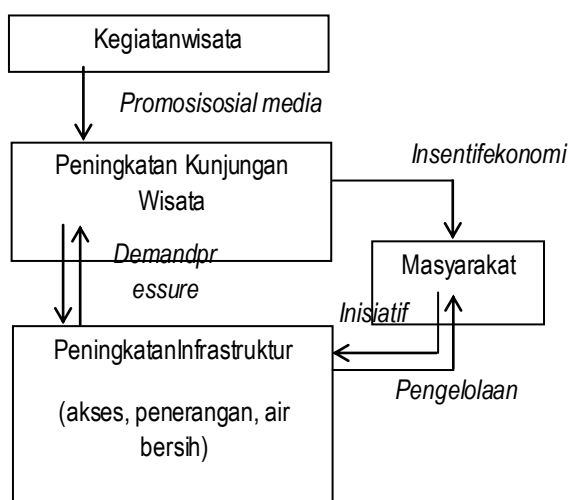 Kegiatanwisata
Promosisosial media
Peningkatan Kunjungan
Wisata
Insentifekonomi
Demandpr
essure
Masyarakat
Inisiatif
PeningkatanInfrastruktur
(akses, penerangan, air
bersih)
Pengelolaan